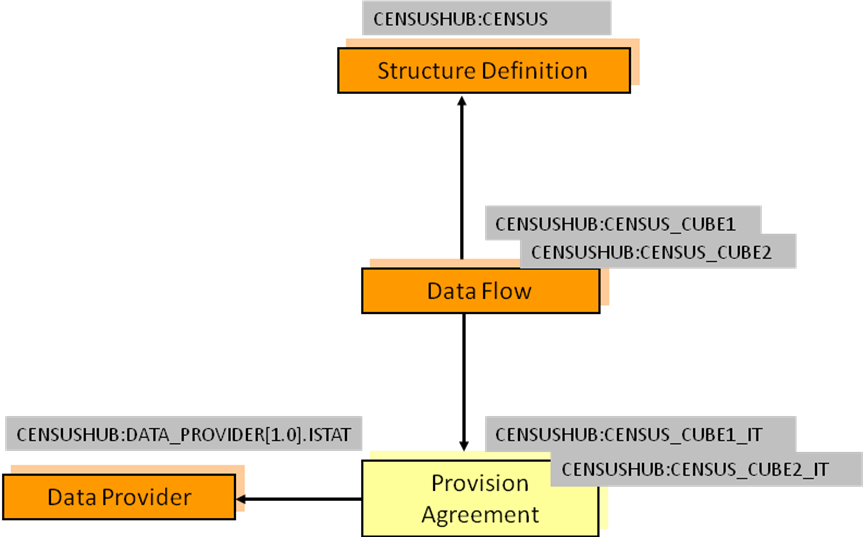 CENSUSHUB:CENSUS
Structure Definition
CENSUSHUB:CENSUS_CUBE1
CENSUSHUB:CENSUS_CUBE2
Data Flow
CENSUSHUB:DATA_PROVIDER[1.0].ISTAT
CENSUSHUB:CENSUS_CUBE1_IT
CENSUSHUB:CENSUS_CUBE2_IT
Data Provider
Provision
Agreement